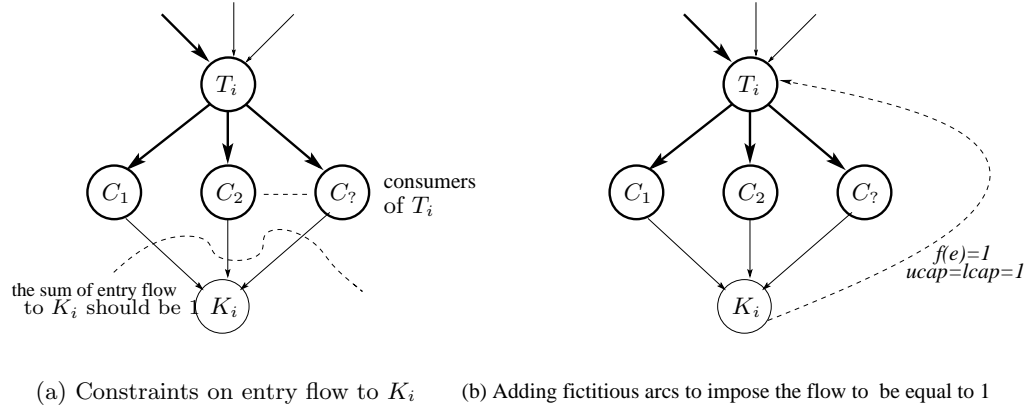 T_i
C_1 C_2 C_?
consumers
of T_i
the sum of entry flow
to K_i should be 1
K_i
(a) Constraints on entry flow to K_i
T_i
C_1 C_2 C_?
f(e)=1
ucap=lcap=1
K_i
(b) Adding fictitious arcs to impose the flow to be equal to 1